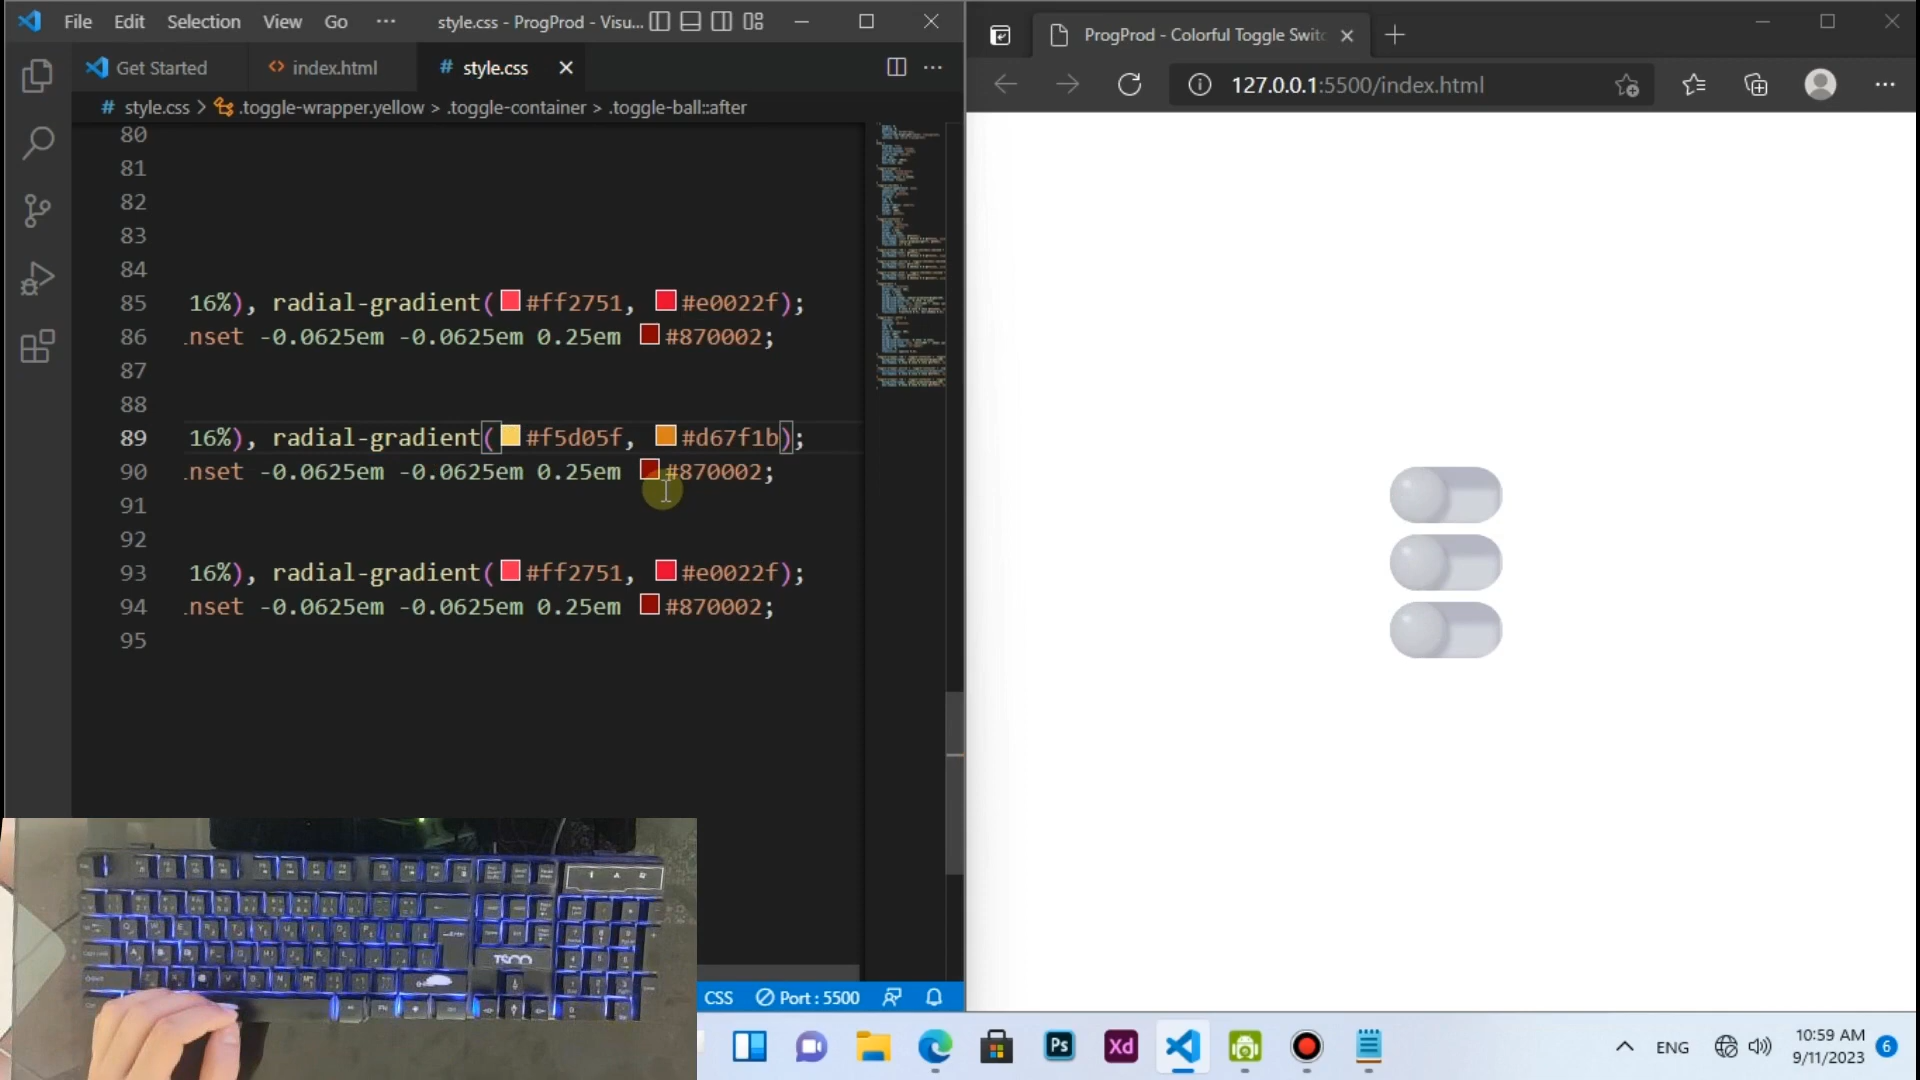 File Edit Selection View Go ··· style.css - ProgProd - Visu...
Get Started index.html # style.css
# style.css > .toggle-wrapper.yellow > .toggle-container > .toggle-ball::after
80
81
82
83
84
85 16%), radial-gradient(#ff2751, #e0022f);
86 .nset -0.0625em -0.0625em 0.25em #870002;
87
88
89 16%), radial-gradient(#f5d05f, #d67f1b);
90 .nset -0.0625em -0.0625em 0.25em #870002;
91
92
93 16%), radial-gradient(#ff2751, #e0022f);
94 .nset -0.0625em -0.0625em 0.25em #870002;
95
CSS Port : 5500
ProgProd - Colorful Toggle Switc
127.0.0.1:5500/index.html
TSCO
Ps Xd
ENG
10:59 AM
9/11/2023
6